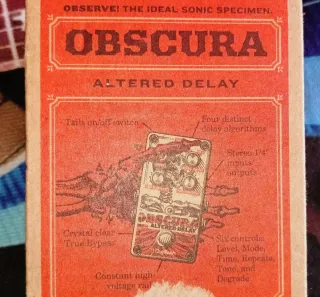 OBSERVE! THE IDEAL SONIC SPECIMEN.
OBSCURA
ALTERED DELAY
Tails on/off switch
Four distinct
delay algorithms
Stereo 1/4"
inputs
outputs
OBSCURA
ALTERED DELAY
Crystal clear
True Bypass
Six controls:
Level, Mode,
Time, Repeats,
Tone, and
Degrade
Constant high
voltage rail